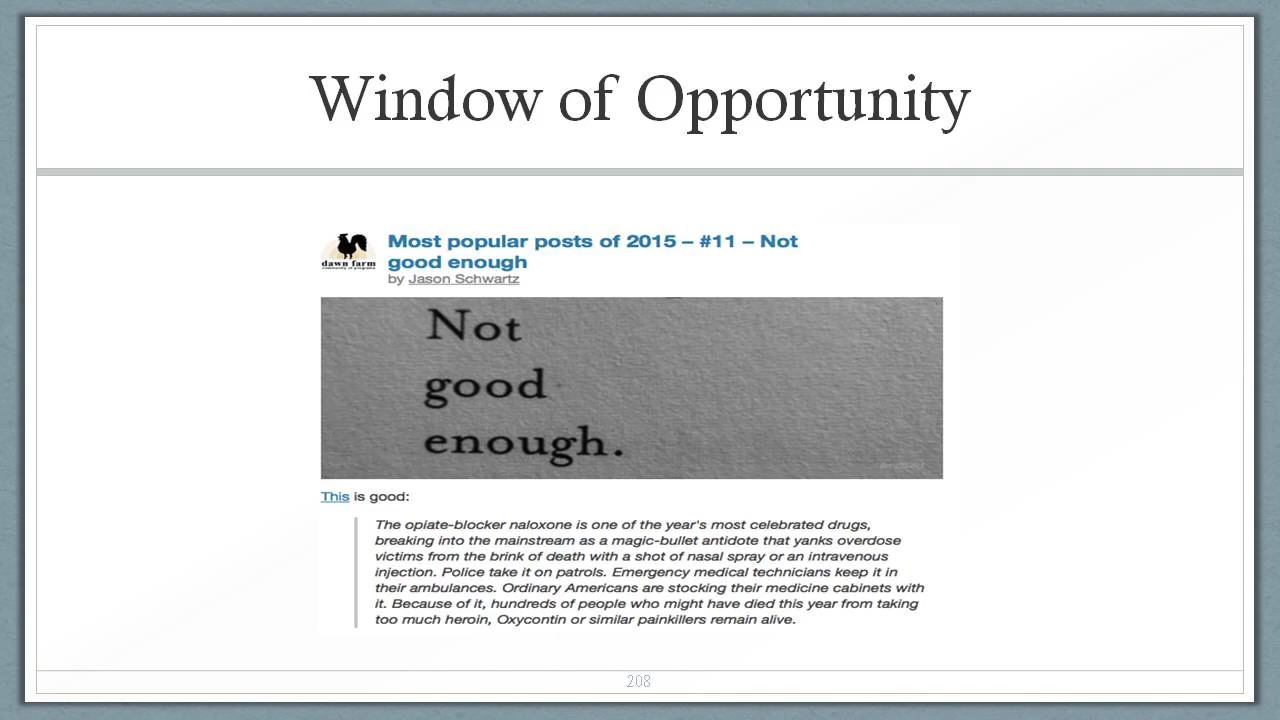 Window of Opportunity
Most popular posts of 2015 – #11 – Not
good enough
by Jason Schwartz
dawn farm
Not
good
enough.
This is good:
The opiate-blocker naloxone is one of the year's most celebrated drugs,
breaking into the mainstream as a magic-bullet antidote that yanks overdose
victims from the brink of death with a shot of nasal spray or an intravenous
injection. Police take it on patrols. Emergency medical technicians keep it in
their ambulances. Ordinary Americans are stocking their medicine cabinets with
it. Because of it, hundreds of people who might have died this year from taking
too much heroin, Oxycontin or similar painkillers remain alive.
208